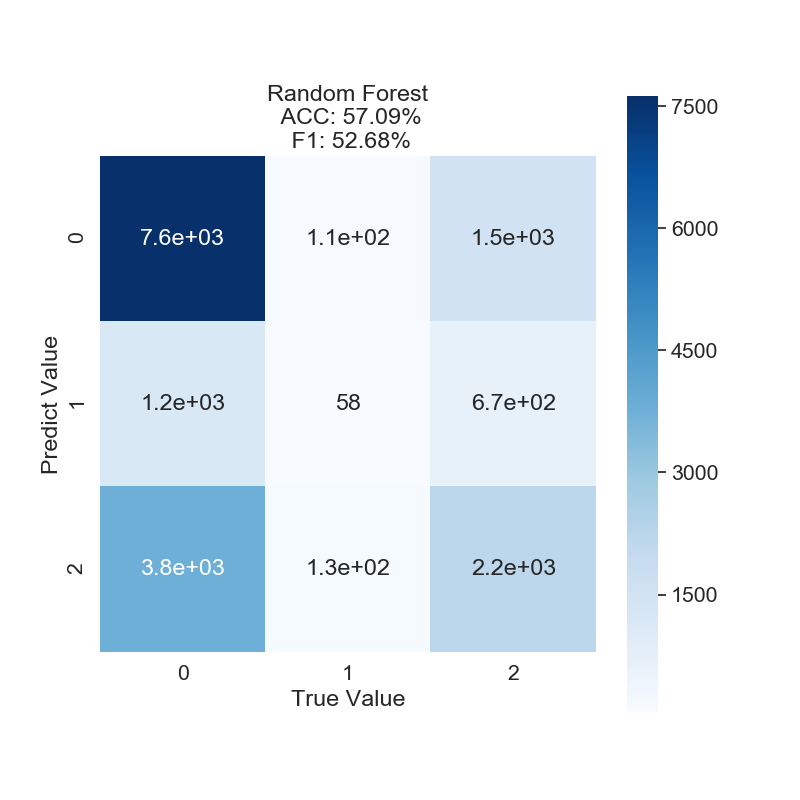 Random Forest
ACC: 57.09%
F1: 52.68%
7500
6000
4500
3000
1500
Predict Value
0
7.6e+03 1.1e+02 1.5e+03
1
1.2e+03 58 6.7e+02
2
3.8e+03 1.3e+02 2.2e+03
0 1 2
True Value